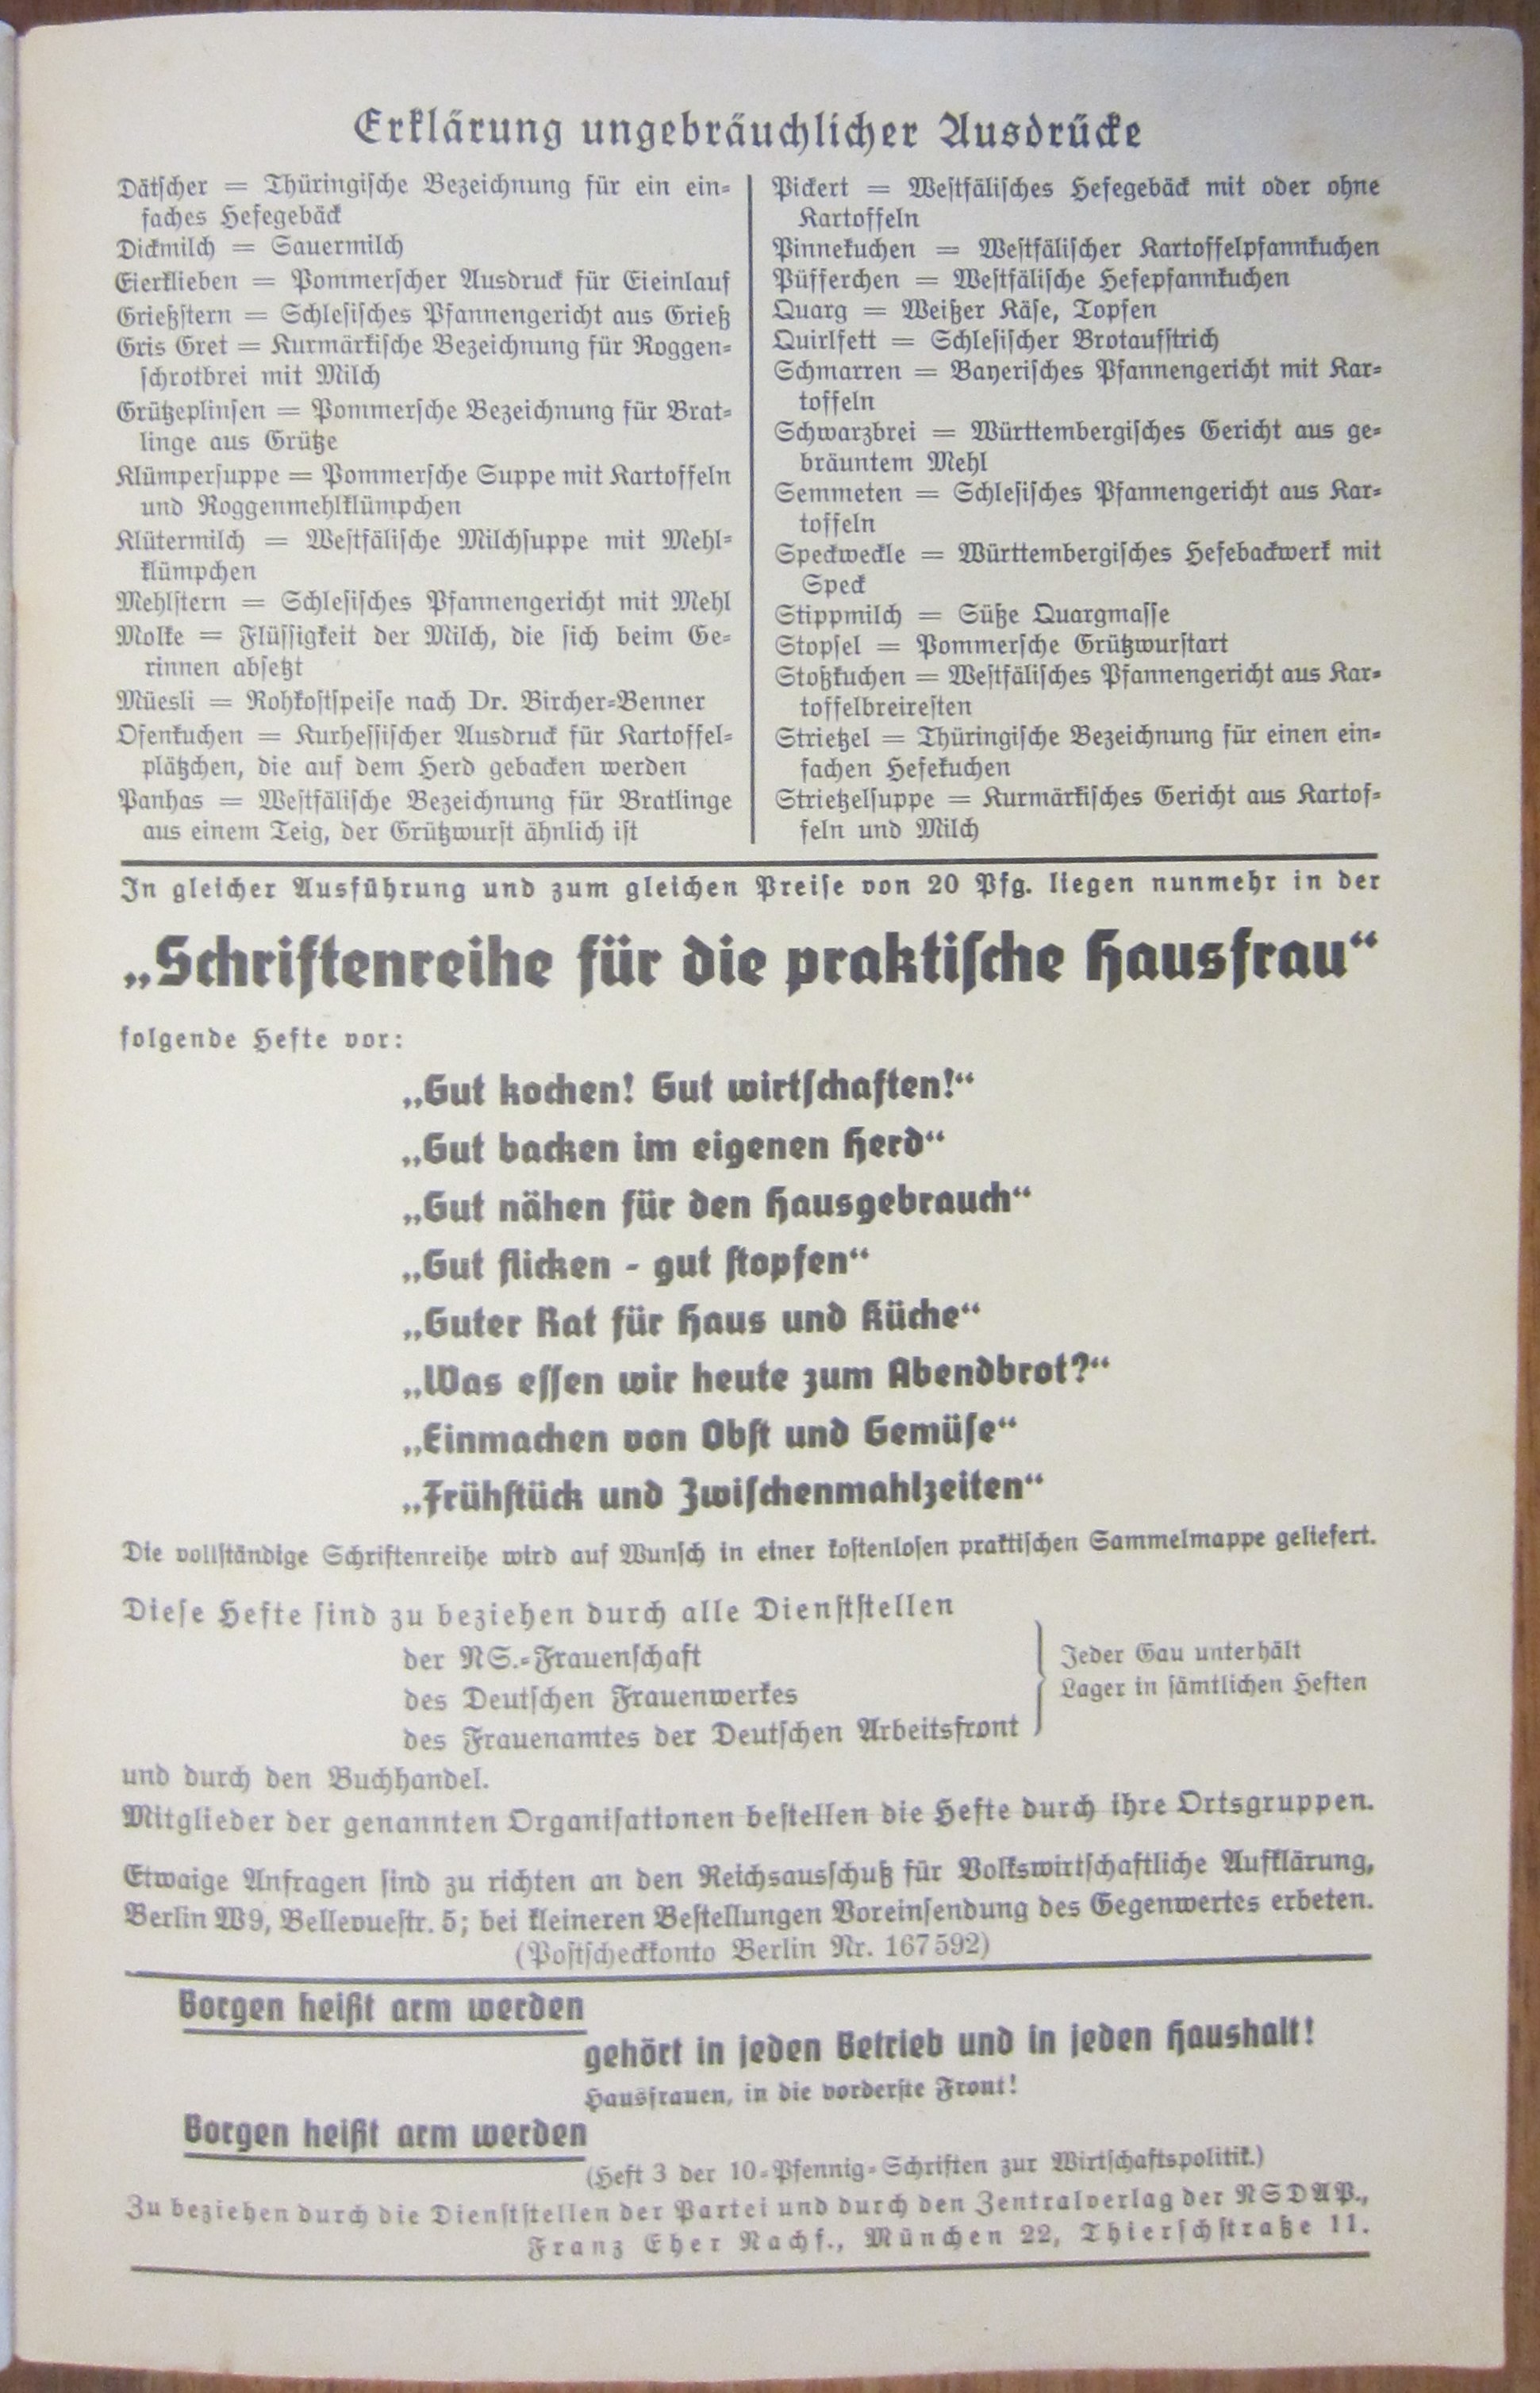 Erklärung ungebräuchlicher Ausdrücke
Dätſcher = Thüringiſche Bezeichnung für ein ein-
faches Hefegebäck
Dickmilch = Sauermilch
Eierklieben = Pommerſcher Ausdruck für Eieinlauf
Grießſtern = Schleſiſches Pfannengericht aus Grieß
Gris Gret = Kurmärkiſche Bezeichnung für Roggen-
ſchrotbrei mit Milch
Grützeplinſen = Pommerſche Bezeichnung für Brat-
linge aus Grütze
Klümperſuppe = Pommerſche Suppe mit Kartoffeln
und Roggenmehlklümpchen
Klütermilch = Weſtfäliſche Milchſuppe mit Mehl-
klümpchen
Mehlſtern = Schleſiſches Pfannengericht mit Mehl
Molke = Flüſſigkeit der Milch, die ſich beim Ge-
rinnen abſetzt
Müesli = Rohkoſtſpeiſe nach Dr. Bircher-Benner
Ofenkuchen = Kurheſſiſcher Ausdruck für Kartoffel-
plätzchen, die auf dem Herd gebacken werden
Panhas = Weſtfäliſche Bezeichnung für Bratlinge
aus einem Teig, der Grützwurſt ähnlich iſt
Pickert = Weſtfäliſches Hefegebäck mit oder ohne
Kartoffeln
Pinnekuchen = Weſtfäliſcher Kartoffelpfannkuchen
Püfferchen = Weſtfäliſche Hefepfannkuchen
Quarg = Weißer Käſe, Topfen
Quirlfett = Schleſiſcher Brotaufſtrich
Schmarren = Bayeriſches Pfannengericht mit Kar-
toffeln
Schwarzbrei = Württembergiſches Gericht aus ge-
bräuntem Mehl
Semmeten = Schleſiſches Pfannengericht aus Kar-
toffeln
Speckweckle = Württembergiſches Hefebackwerk mit
Speck
Stippmilch = Süße Quargmaſſe
Stopſel = Pommerſche Grützwurſtart
Stoßkuchen = Weſtfäliſches Pfannengericht aus Kar-
toffelbreireſten
Strietzel = Thüringiſche Bezeichnung für einen ein-
fachen Hefekuchen
Strietzelſuppe = Kurmärkiſches Gericht aus Kartof-
feln und Milch
In gleicher Ausführung und zum gleichen Preiſe von 20 Pfg. liegen nunmehr in der
„Schriftenreihe für die praktiſche Hausfrau“
folgende Hefte vor:
„Gut kochen! Gut wirtſchaften!“
„Gut backen im eigenen Herd“
„Gut nähen für den Hausgebrauch“
„Gut flicken - gut ſtopfen“
„Guter Rat für Haus und Küche“
„Was eſſen wir heute zum Abendbrot?“
„Einmachen von Obſt und Gemüſe“
„Frühſtück und Zwiſchenmahlzeiten“
Die vollſtändige Schriftenreihe wird auf Wunſch in einer koſtenloſen praktiſchen Sammelmappe geliefert.
Dieſe Hefte ſind zu beziehen durch alle Dienſtſtellen
der NS.-Frauenſchaft
des Deutſchen Frauenwerkes
des Frauenamtes der Deutſchen Arbeitsfront
Jeder Gau unterhält
Lager in ſämtlichen Heften
und durch den Buchhandel.
Mitglieder der genannten Organiſationen beſtellen die Hefte durch ihre Ortsgruppen.
Etwaige Anfragen ſind zu richten an den Reichsausſchuß für Volkswirtſchaftliche Aufklärung,
Berlin W9, Bellevueſtr. 5; bei kleineren Beſtellungen Voreinſendung des Gegenwertes erbeten.
(Poſtſcheckkonto Berlin Nr. 167592)
Borgen heißt arm werden
gehört in jeden Betrieb und in jeden Haushalt!
Hausfrauen, in die vorderſte Front!
Borgen heißt arm werden
(Heft 3 der 10-Pfennig-Schriften zur Wirtſchaftspolitik.)
Zu beziehen durch die Dienſtſtellen der Partei und durch den Zentralverlag der NSDAP.,
Franz Eher Nachf., München 22, Thierſchſtraße 11.